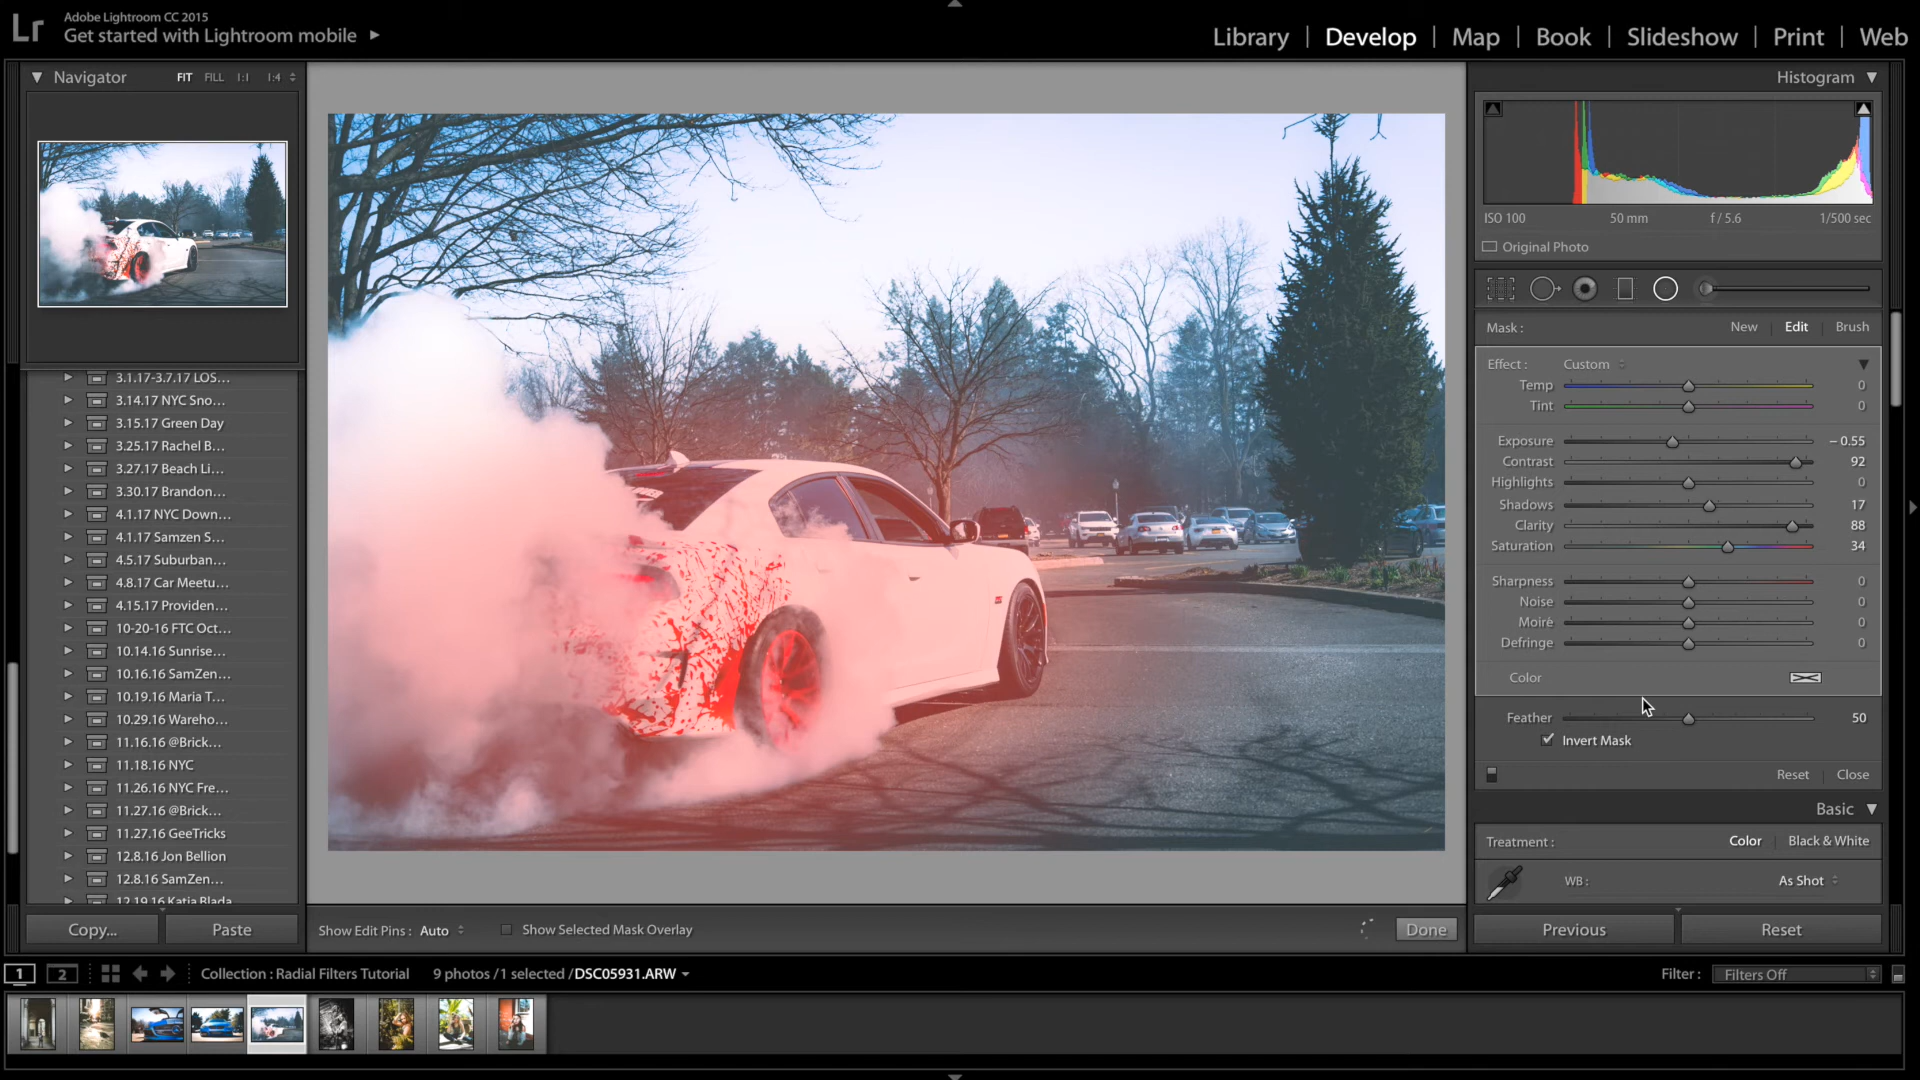 Lr
Adobe Lightroom CC 2015
Get started with Lightroom mobile
Library | Develop | Map | Book | Slideshow | Print | Web
Navigator FIT FILL 1:1 1:4
3.1.17-3.7.17 LOS...
3.14.17 NYC Sno...
3.15.17 Green Day
3.25.17 Rachel B...
3.27.17 Beach Li...
3.30.17 Brandon...
4.1.17 NYC Down...
4.1.17 Samzen S...
4.5.17 Suburban...
4.8.17 Car Meetu...
4.15.17 Providen...
10-20-16 FTC Oct...
10.14.16 Sunrise...
10.16.16 SamZen...
10.19.16 Maria T...
10.29.16 Wareho...
11.16.16 @Brick...
11.18.16 NYC
11.26.16 NYC Fre...
11.27.16 @Brick...
11.27.16 GeeTricks
12.8.16 Jon Bellion
12.8.16 SamZen...
12.19.16 Katia Blada
Copy... Paste
Show Edit Pins : Auto Show Selected Mask Overlay Done
Histogram
ISO 100 50 mm f / 5.6 1/500 sec
Original Photo
Mask : New Edit Brush
Effect : Custom
Temp 0
Tint 0
Exposure – 0.55
Contrast 92
Highlights 0
Shadows 17
Clarity 88
Saturation 34
Sharpness 0
Noise 0
Moiré 0
Defringe 0
Color
Feather 50
Invert Mask
Reset Close
Basic
Treatment : Color Black & White
WB : As Shot
Previous Reset
1 2 Collection : Radial Filters Tutorial 9 photos /1 selected /DSC05931.ARW Filter : Filters Off